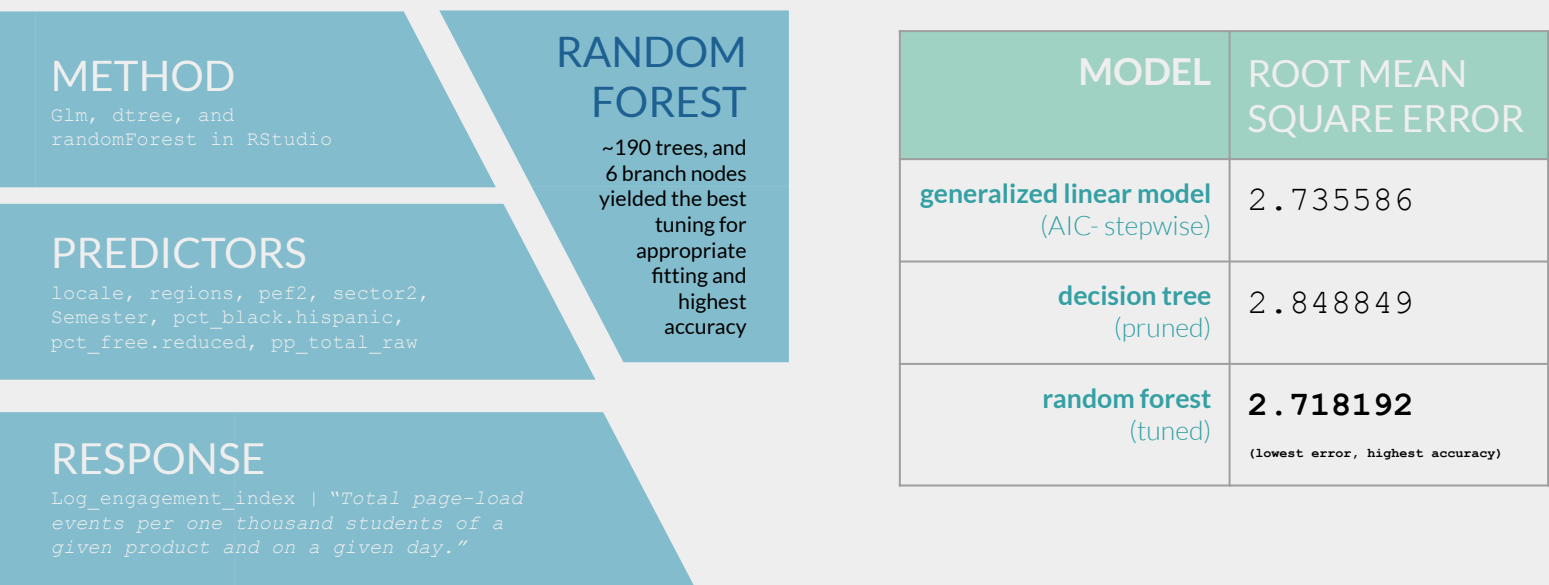 METHOD
Glm, dtree, and
randomForest in RStudio
PREDICTORS
locale, regions, pef2, sector2,
Semester, pct_black.hispanic,
pct_free.reduced, pp_total_raw
RESPONSE
Log_engagement_index | “Total page-load
events per one thousand students of a
given product and on a given day.”
RANDOM
FOREST
~190 trees, and
6 branch nodes
yielded the best
tuning for
appropriate
fitting and
highest
accuracy
MODEL
ROOT MEAN
SQUARE ERROR
generalized linear model
(AIC- stepwise)
2.735586
decision tree
(pruned)
2.848849
random forest
(tuned)
2.718192
(lowest error, highest accuracy)